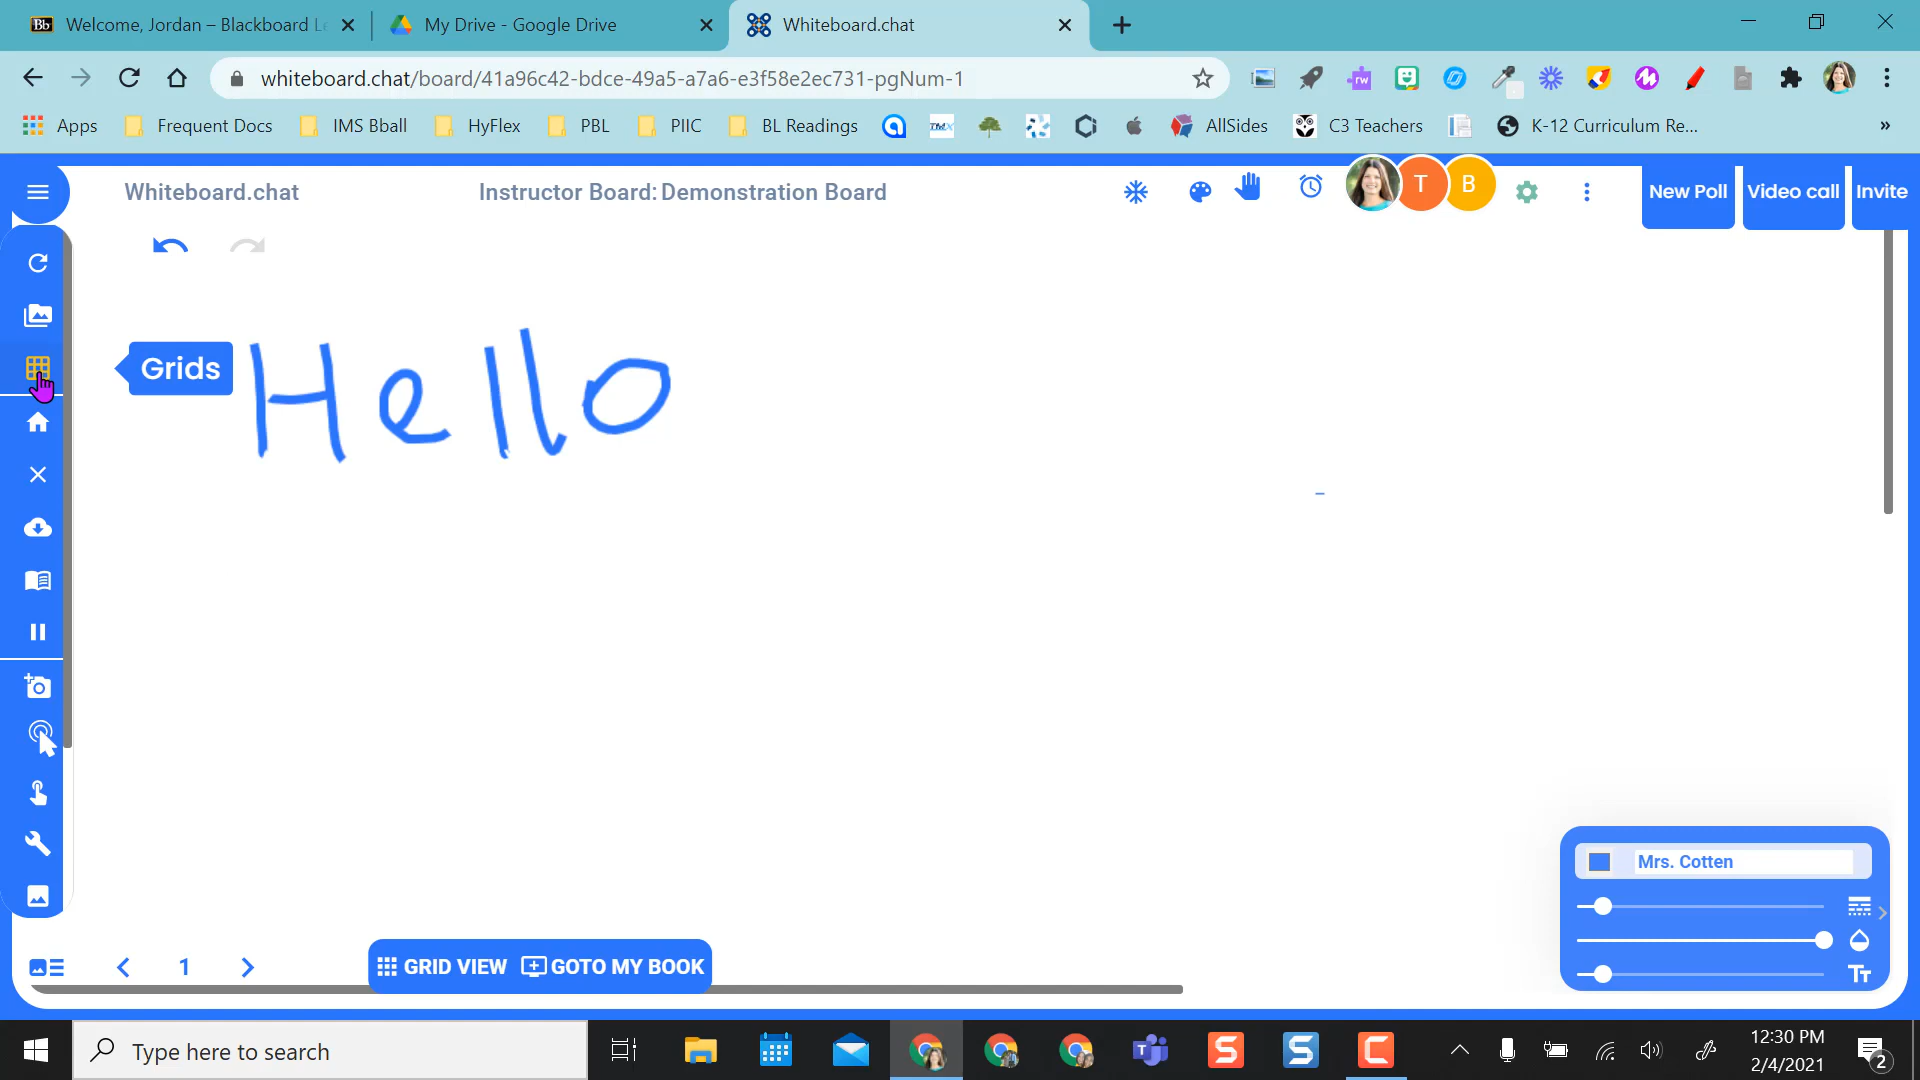 Welcome, Jordan – Blackboard Le
My Drive - Google Drive
Whiteboard.chat
whiteboard.chat/board/41a96c42-bdce-49a5-a7a6-e3f58e2ec731-pgNum-1
Apps
Frequent Docs
IMS Bball
HyFlex
PBL
PIIC
BL Readings
AllSides
C3 Teachers
K-12 Curriculum Re...
»
Whiteboard.chat
Instructor Board: Demonstration Board
T
B
New Poll
Video call
Invite
Grids
Hello
Mrs. Cotten
1
GRID VIEW
GOTO MY BOOK
Type here to search
12:30 PM
2/4/2021
2